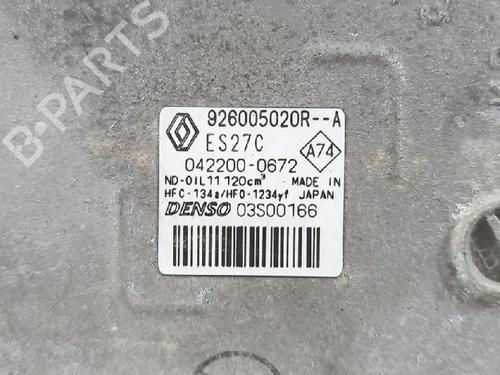 B-PARTS
926005020R--A
ES27C
A74
042200-0672
ND-OIL11 120cm³ MADE IN
HFC-134a/HFO-1234yf JAPAN
DENSO 03S00166